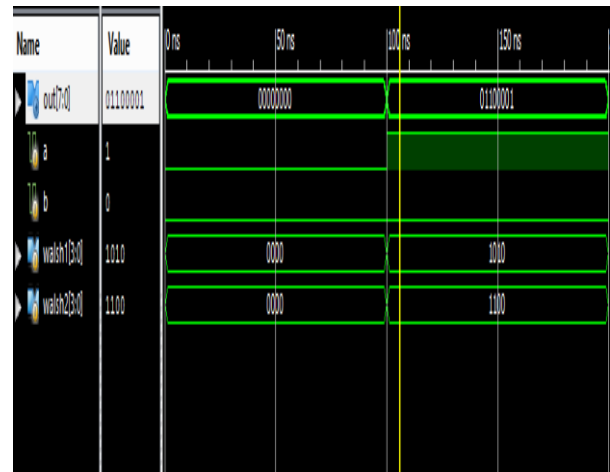 Name Value 0 ns 50 ns 100 ns 150 ns
out[7:0] 01100001 00000000 01100001
a 1
b 0
walsh1[3:0] 1010 0000 1010
walsh2[3:0] 1100 0000 1100